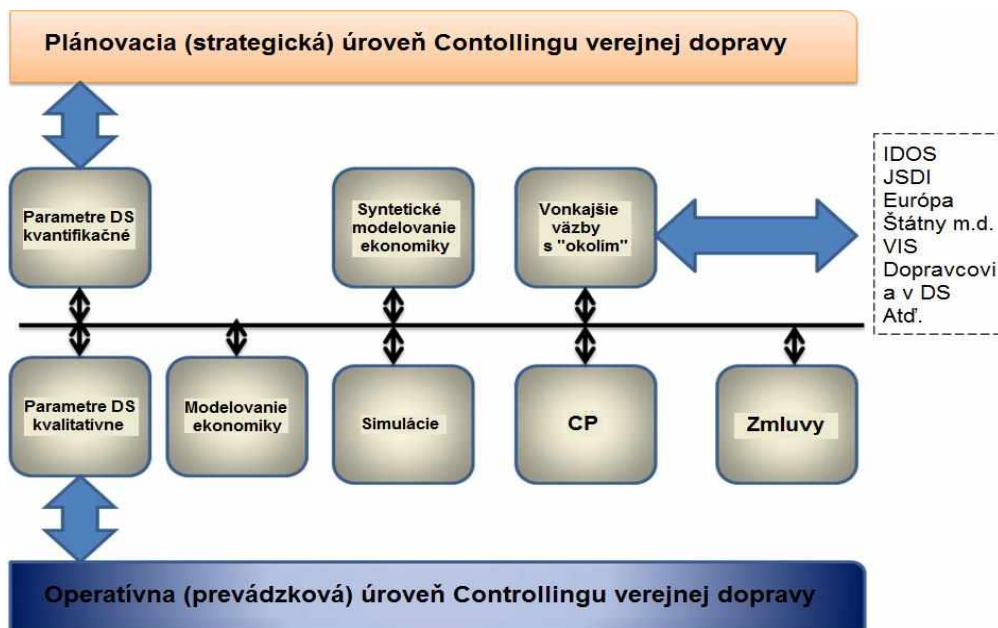 Plánovacia (strategická) úroveň Contollingu verejnej dopravy
Parametre DS
kvantifikačné
Syntetické
modelovanie
ekonomiky
Vonkajšie
väzby
s "okolím"
IDOS
JSDI
Európa
Štátny m.d.
VIS
Dopravcovi
a v DS
Atď.
Parametre DS
kvalitatívne
Modelovanie
ekonomiky
Simulácie
CP
Zmluvy
Operatívna (prevádzková) úroveň Controllingu verejnej dopravy